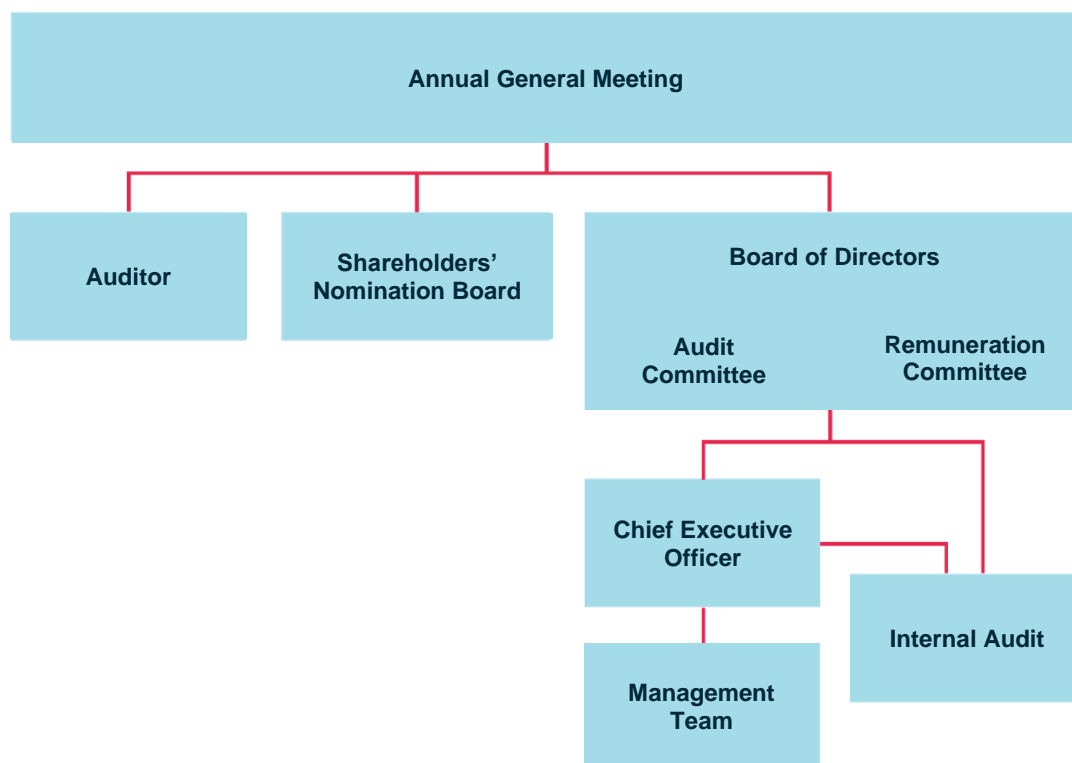 Annual General Meeting
Auditor
Shareholders’
Nomination Board
Board of Directors
Audit
Committee
Remuneration
Committee
Chief Executive
Officer
Internal Audit
Management
Team